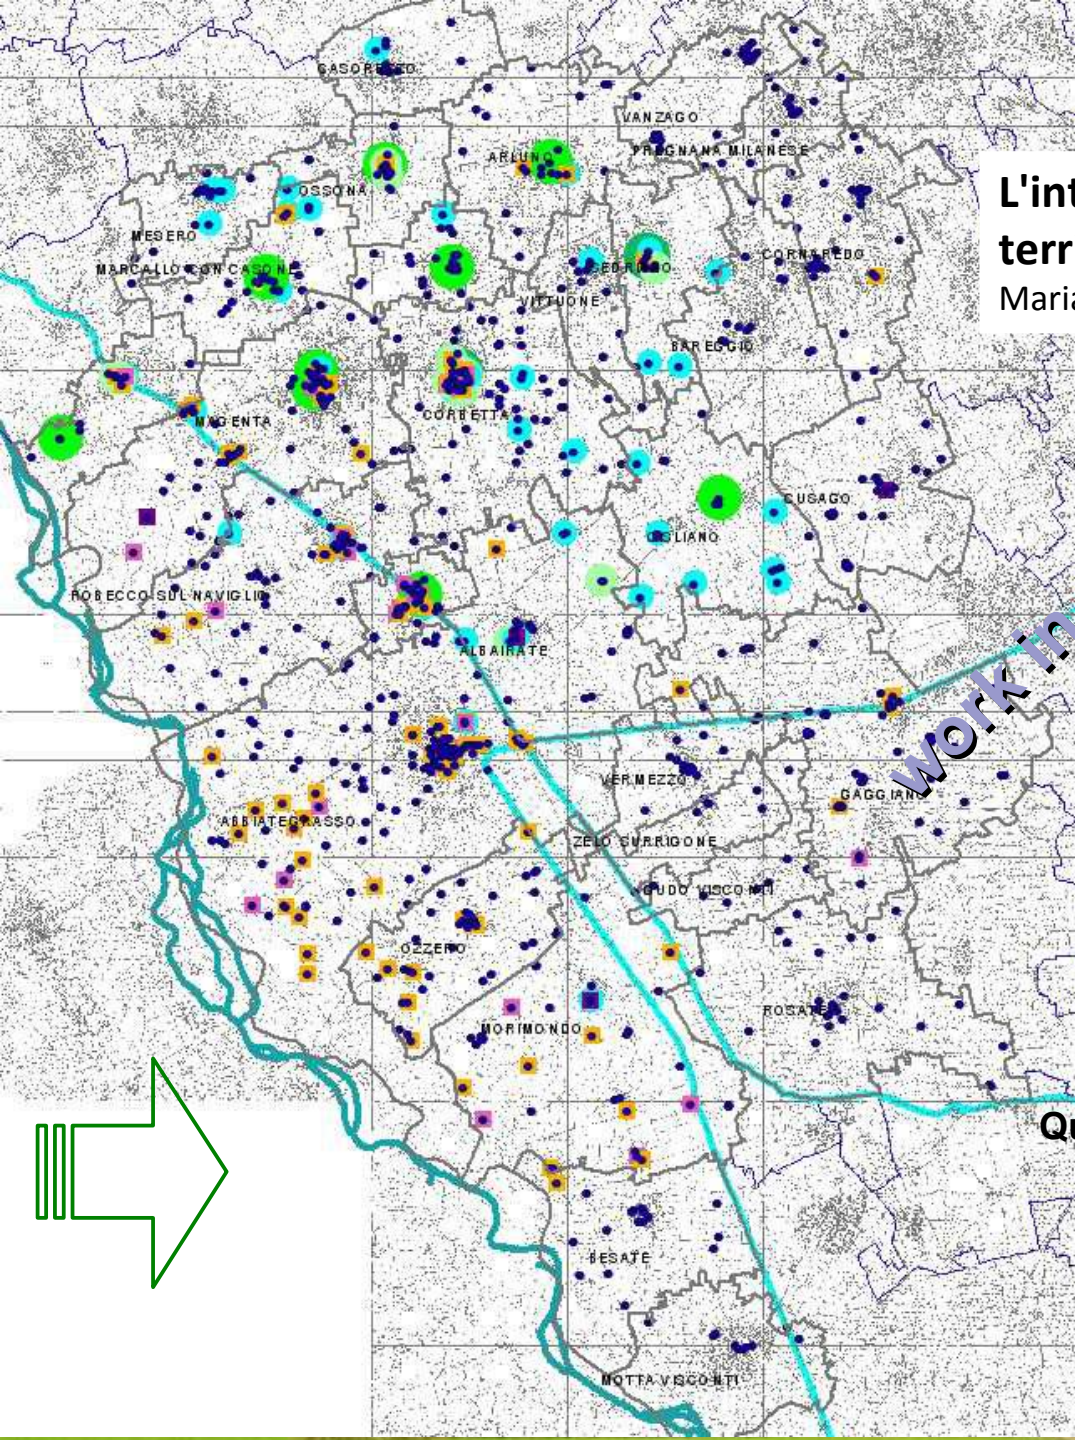 CASOREZZO
VANZAGO
ARLUNO
PREGNANA MILANESE
OSSONA
L'int
terr
Maria
MESERO
MARCALLO CON CASONE
SEDRIANO
CORNAREDO
VITTUONE
BAREGGIO
CORBETTA
MAGENTA
CUSAGO
CISLIANO
ROBECCO SUL NAVIGLIO
ALBAIRATE
work in
VERMEZZO
GAGGIANO
ABBIATEGRASSO
ZELO SURRIGONE
GUDO VISCONTI
OZZERO
ROSATE
MORIMONDO
Qu
BESATE
MOTTA VISCONTI